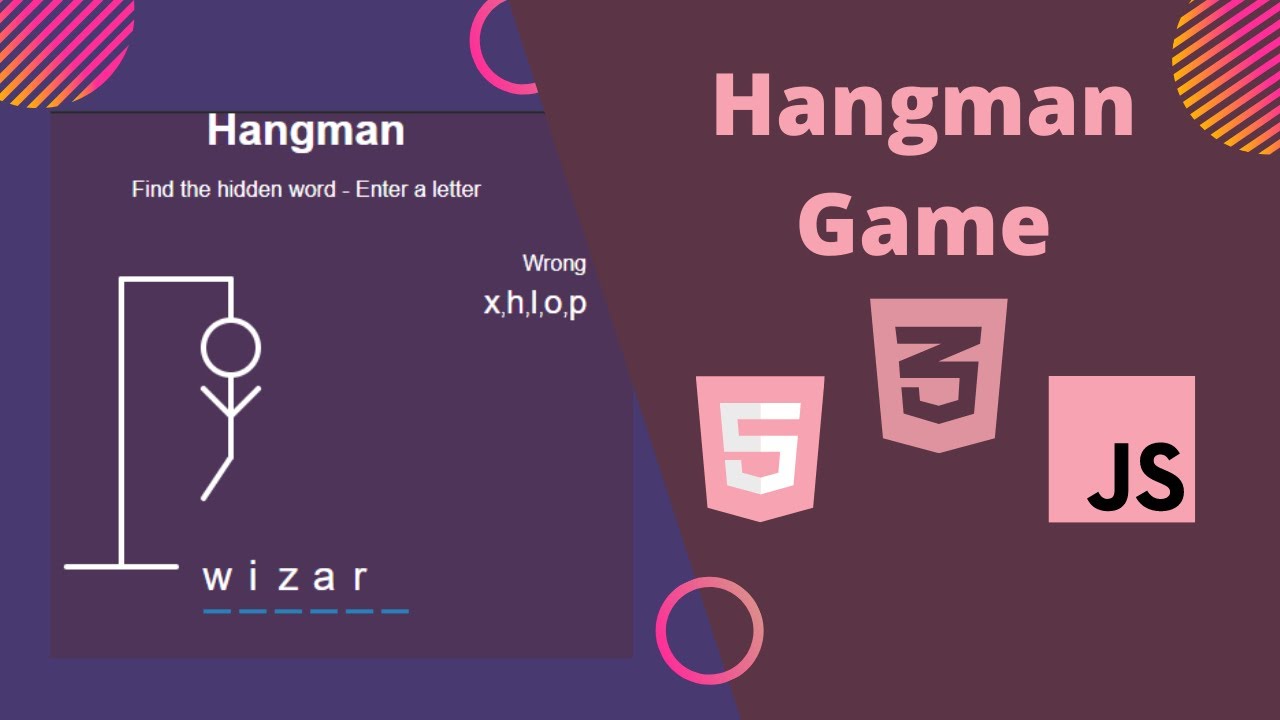 Hangman
Find the hidden word - Enter a letter
Wrong
x,h,l,o,p
w i z a r
Hangman
Game
5
3
JS